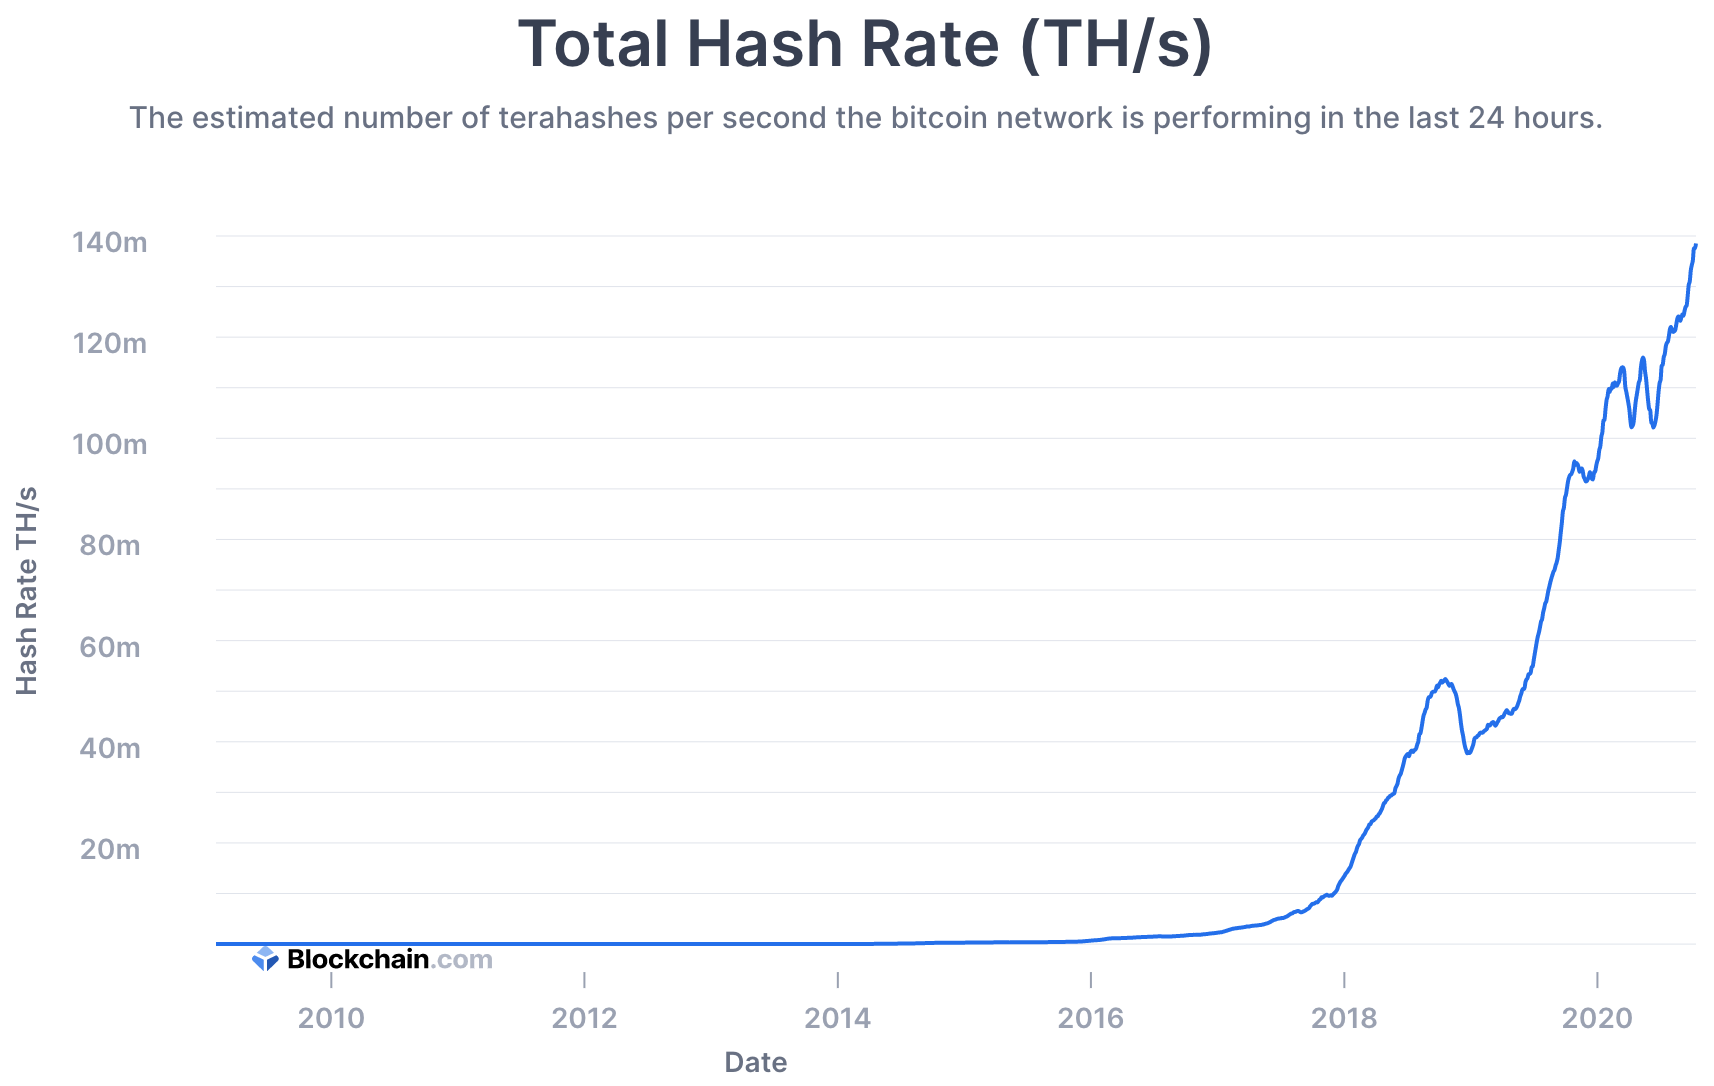 Total Hash Rate (TH/s)
The estimated number of terahashes per second the bitcoin network is performing in the last 24 hours.
140m
120m
100m
80m
60m
40m
20m
Hash Rate TH/s
Blockchain.com
2010 2012 2014 2016 2018 2020
Date